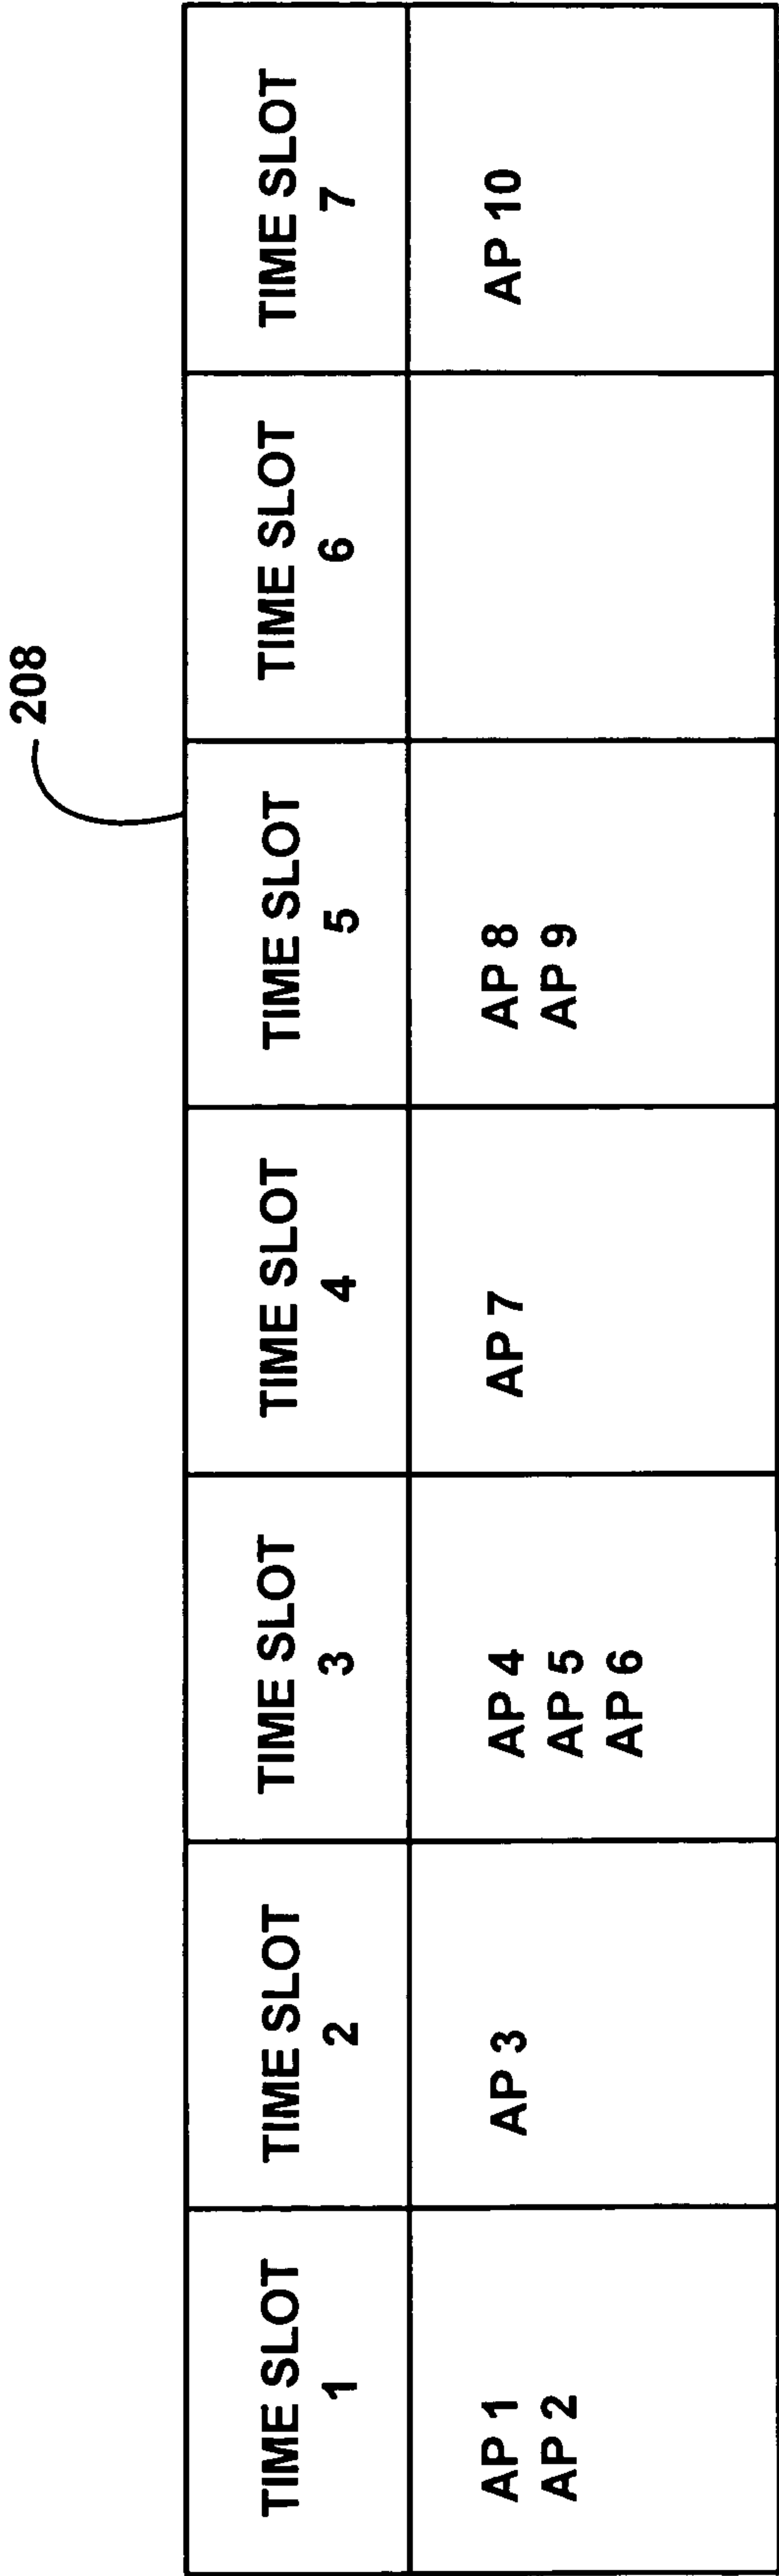 208
TIME SLOT
1
TIME SLOT
2
TIME SLOT
3
TIME SLOT
4
TIME SLOT
5
TIME SLOT
6
TIME SLOT
7
AP 1
AP 2
AP 3
AP 4
AP 5
AP 6
AP 7
AP 8
AP 9
AP 10